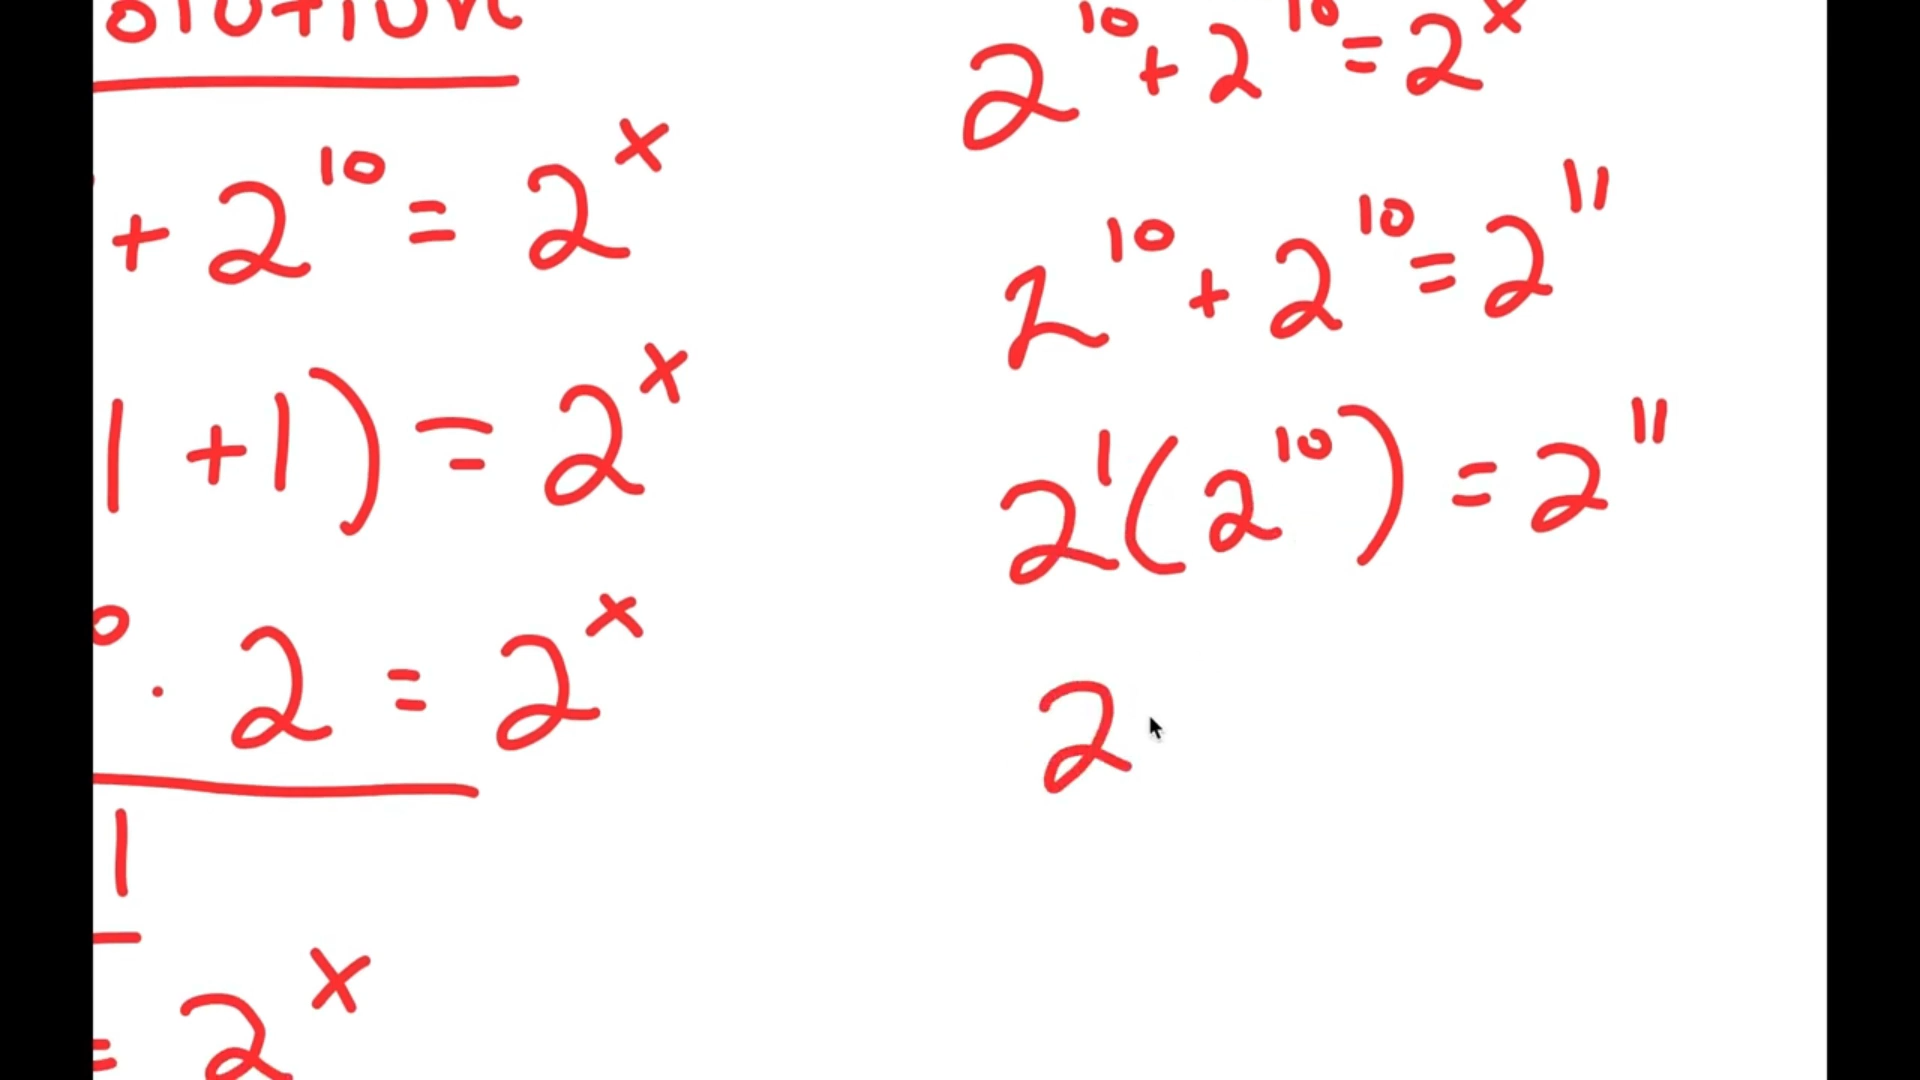 olution
+ 2^10 = 2^x
1 + 1) = 2^x
0 · 2 = 2^x
1
= 2^x
2^10 + 2^10 = 2^x
2^10 + 2^10 = 2^11
2^1(2^10) = 2^11
2